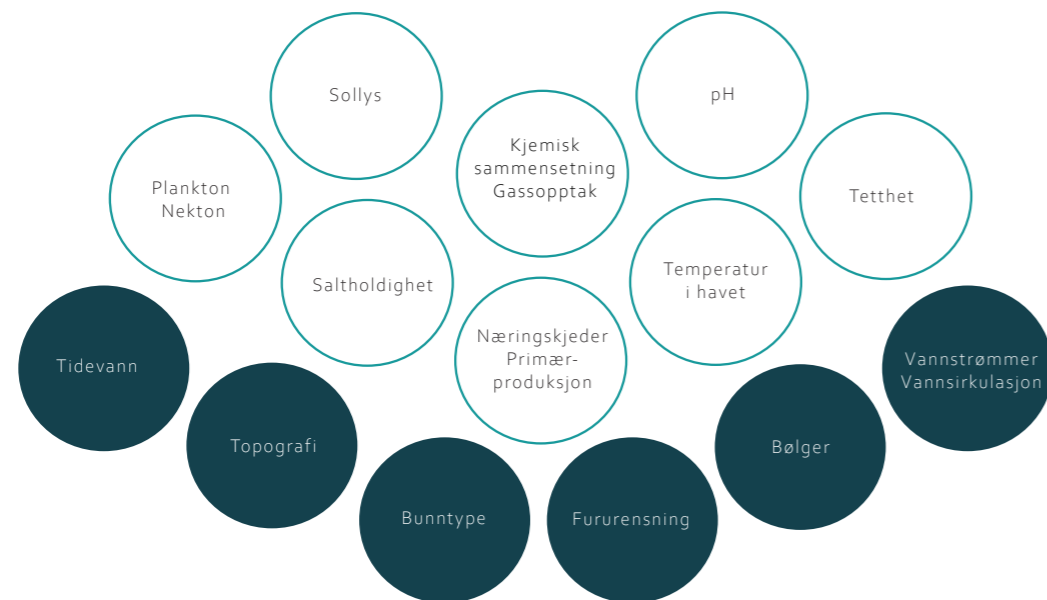 Sollys
pH
Kjemisk
sammensetning
Gassopptak
Plankton
Nekton
Tetthet
Saltholdighet
Temperatur
i havet
Næringskjeder
Primær-
produksjon
Tidevann
Vannstrømmer
Vannsirkulasjon
Topografi
Bølger
Bunntype
Fururensning